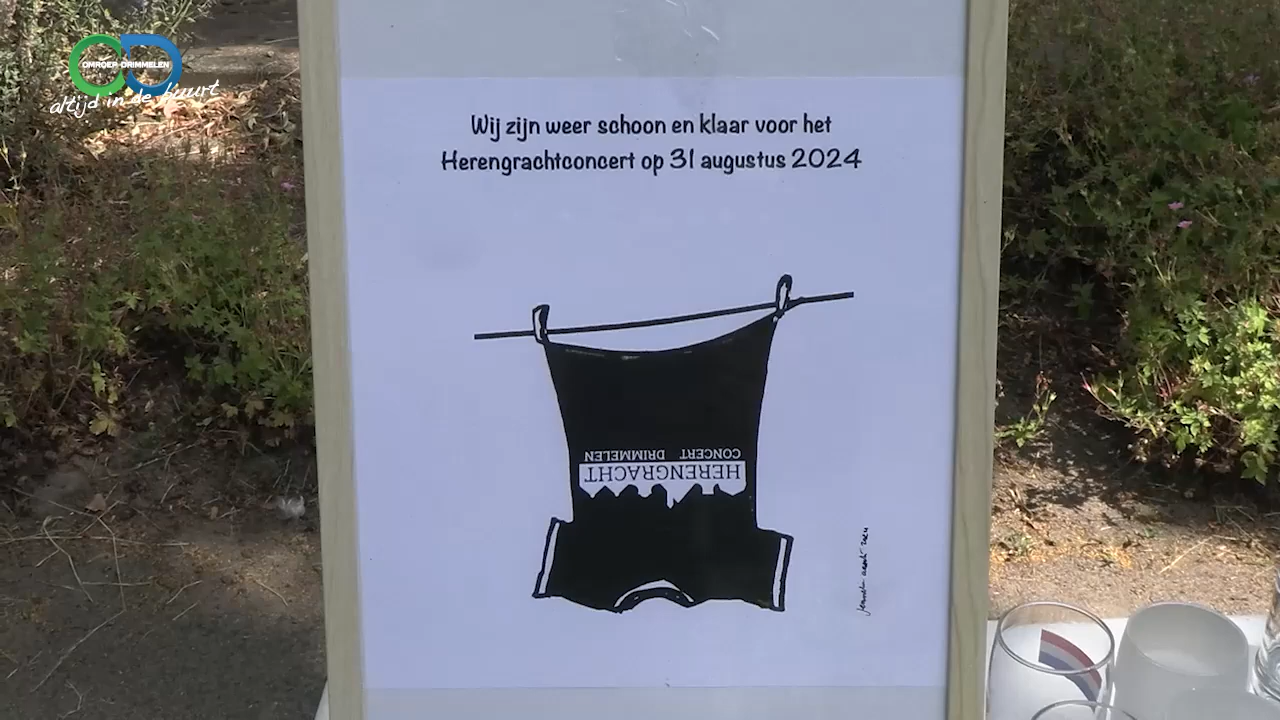 OMROEP DRIMMELEN
altijd in de buurt
Wij zijn weer schoon en klaar voor het
Herengrachtconcert op 31 augustus 2024
HERENGRACHT
CONCERT DRIMMELEN